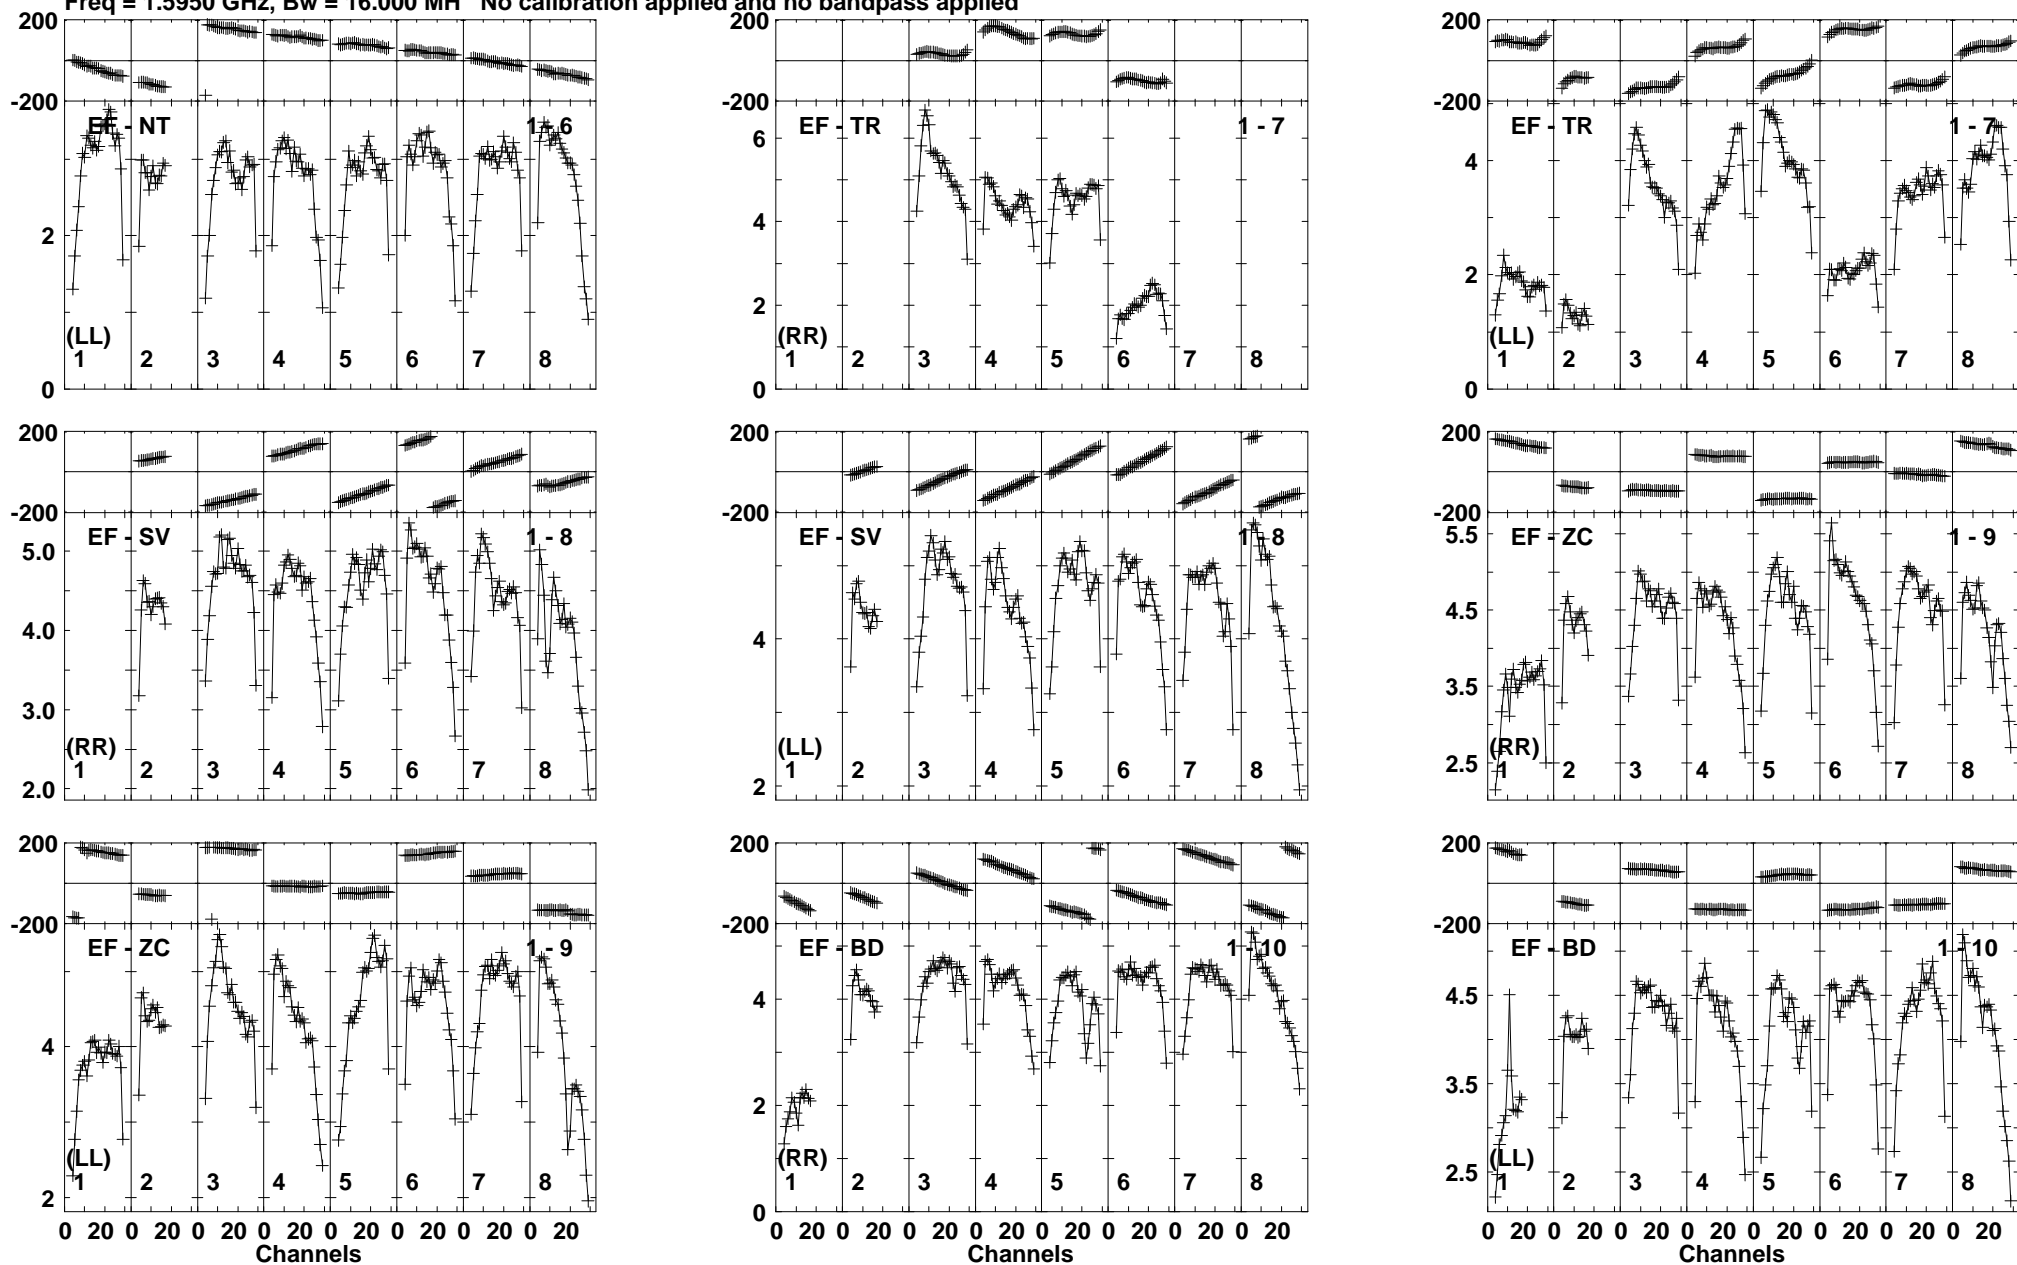 Freq = 1.5950 GHz, Bw = 16.000 MH   No calibration applied and no bandpass applied
200
-200
EF - NT
1 - 6
2
0
(LL)
1 2 3 4 5 6 7 8
200
-200
EF - TR
1 - 7
6
4
2
0
(RR)
1 2 3 4 5 6 7 8
200
-200
EF - TR
1 - 7
4
2
0
(LL)
1 2 3 4 5 6 7 8
200
-200
EF - SV
1 - 8
5.0
4.0
3.0
2.0
(RR)
1 2 3 4 5 6 7 8
200
-200
EF - SV
1 - 8
4
2
(LL)
1 2 3 4 5 6 7 8
200
-200
EF - ZC
1 - 9
5.5
4.5
3.5
2.5
(RR)
1 2 3 4 5 6 7 8
200
-200
EF - ZC
1 - 9
4
2
(LL)
1 2 3 4 5 6 7 8
0 20 0 20 0 20 0 20 0 20 0 20 0 20 0 20
Channels
200
-200
EF - BD
1 - 10
4
2
0
(RR)
1 2 3 4 5 6 7 8
0 20 0 20 0 20 0 20 0 20 0 20 0 20 0 20
Channels
200
-200
EF - BD
1 - 10
4.5
3.5
2.5
(LL)
1 2 3 4 5 6 7 8
0 20 0 20 0 20 0 20 0 20 0 20 0 20 0 20
Channels